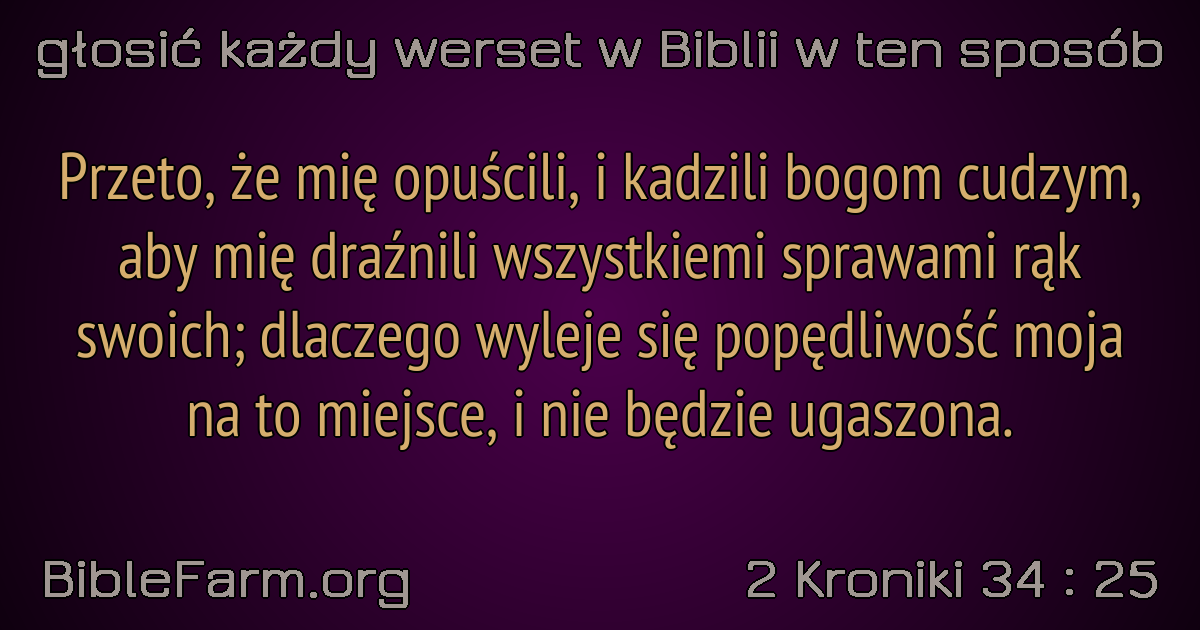 głosić każdy werset w Biblii w ten sposób
Przeto, że mię opuścili, i kadzili bogom cudzym,
aby mię draźnili wszystkiemi sprawami rąk
swoich; dlaczego wyleje się popędliwość moja
na to miejsce, i nie będzie ugaszona.
BibleFarm.org
2 Kroniki 34 : 25